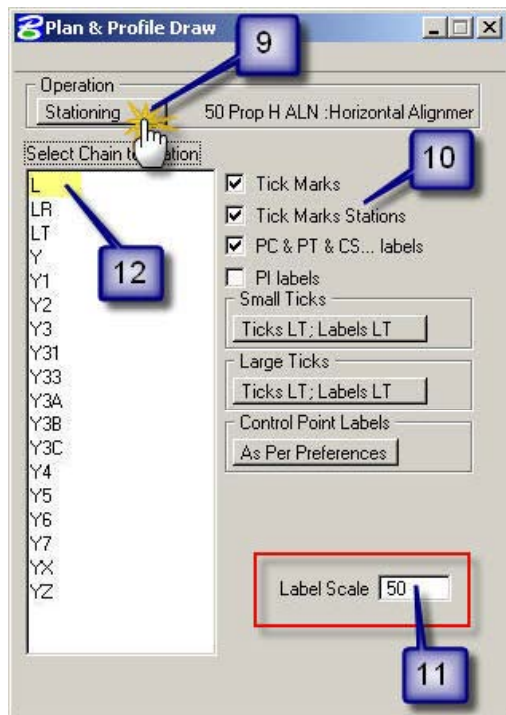 Plan & Profile Draw
9
Operation
Stationing
50 Prop H ALN :Horizontal Alignmer
Select Chain to ation
10
L
LR
LT
Y
Y1
Y2
Y3
Y31
Y33
Y3A
Y3B
Y3C
Y4
Y5
Y6
Y7
YX
YZ
12
Tick Marks
Tick Marks Stations
PC & PT & CS... labels
PI labels
Small Ticks
Ticks LT; Labels LT
Large Ticks
Ticks LT; Labels LT
Control Point Labels
As Per Preferences
Label Scale 50
11